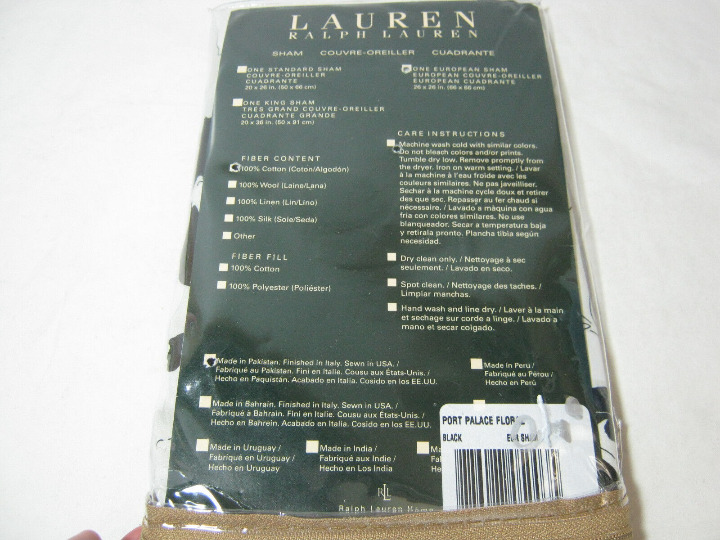 LAUREN
RALPH LAUREN
SHAM COUVRE-OREILLER CUADRANTE
ONE STANDARD SHAM
COUVRE-OREILLER
CUADRANTE
20 x 26 in. (50 x 66 cm)
ONE EUROPEAN SHAM
EUROPEAN COUVRE-OREILLER
EUROPEAN CUADRANTE
26 x 26 in. (66 x 66 cm)
ONE KING SHAM
TRÈS GRAND COUVRE-OREILLER
CUADRANTE GRANDE
20 x 36 in. (50 x 91 cm)
FIBER CONTENT
100% Cotton (Coton/Algodón)
100% Wool (Laine/Lana)
100% Linen (Lin/Lino)
100% Silk (Soie/Seda)
Other
FIBER FILL
100% Cotton
100% Polyester (Poliéster)
CARE INSTRUCTIONS
Machine wash cold with similar colors.
Do not bleach colors and/or prints.
Tumble dry low. Remove promptly from
the dryer. Iron on warm setting. / Lavar
à la machine à l'eau froide avec les
couleurs similaires. Ne pas javelliser.
Sechar à la machine cycle doux et retirer
des que sec. Repasser au fer chaud si
nécessaire. / Lavado a màquina con agua
fria con colores similares. No use
blanqueador. Secar a temperatura baja
y retirala pronto. Plancha tibia según
necesidad.
Dry clean only. / Nettoyage à sec
seulement. / Lavado en seco.
Spot clean. / Nettoyage des taches. /
Limpiar manchas.
Hand wash and line dry. / Laver à la main
et sechage sur corde a linge. / Lavado a
mano et secar colgado.
Made in Pakistan. Finished in Italy. Sewn in USA. /
Fabriqué au Pakistan. Fini en Italie. Cousu aux États-Unis. /
Hecho en Paquistán. Acabado en Italia. Cosido en los EE.UU.
Made in Peru /
Fabriqué au Pérou /
Hecho en Perú
Made in Bahrain. Finished in Italy. Sewn in USA. /
Fabriqué à Bahrain. Fini en Italie. Cousu aux États-Unis. /
Hecho en Bahrein. Acabado en Italia. Cosido en los EE.UU.
Made in Uruguay /
Fabriqué en Uruguay /
Hecho en Uruguay
Made in India /
Fabriqué aux Indie /
Hecho en Los India
PORT PALACE FLORAL
BLACK
RLL
Ralph Lauren Home